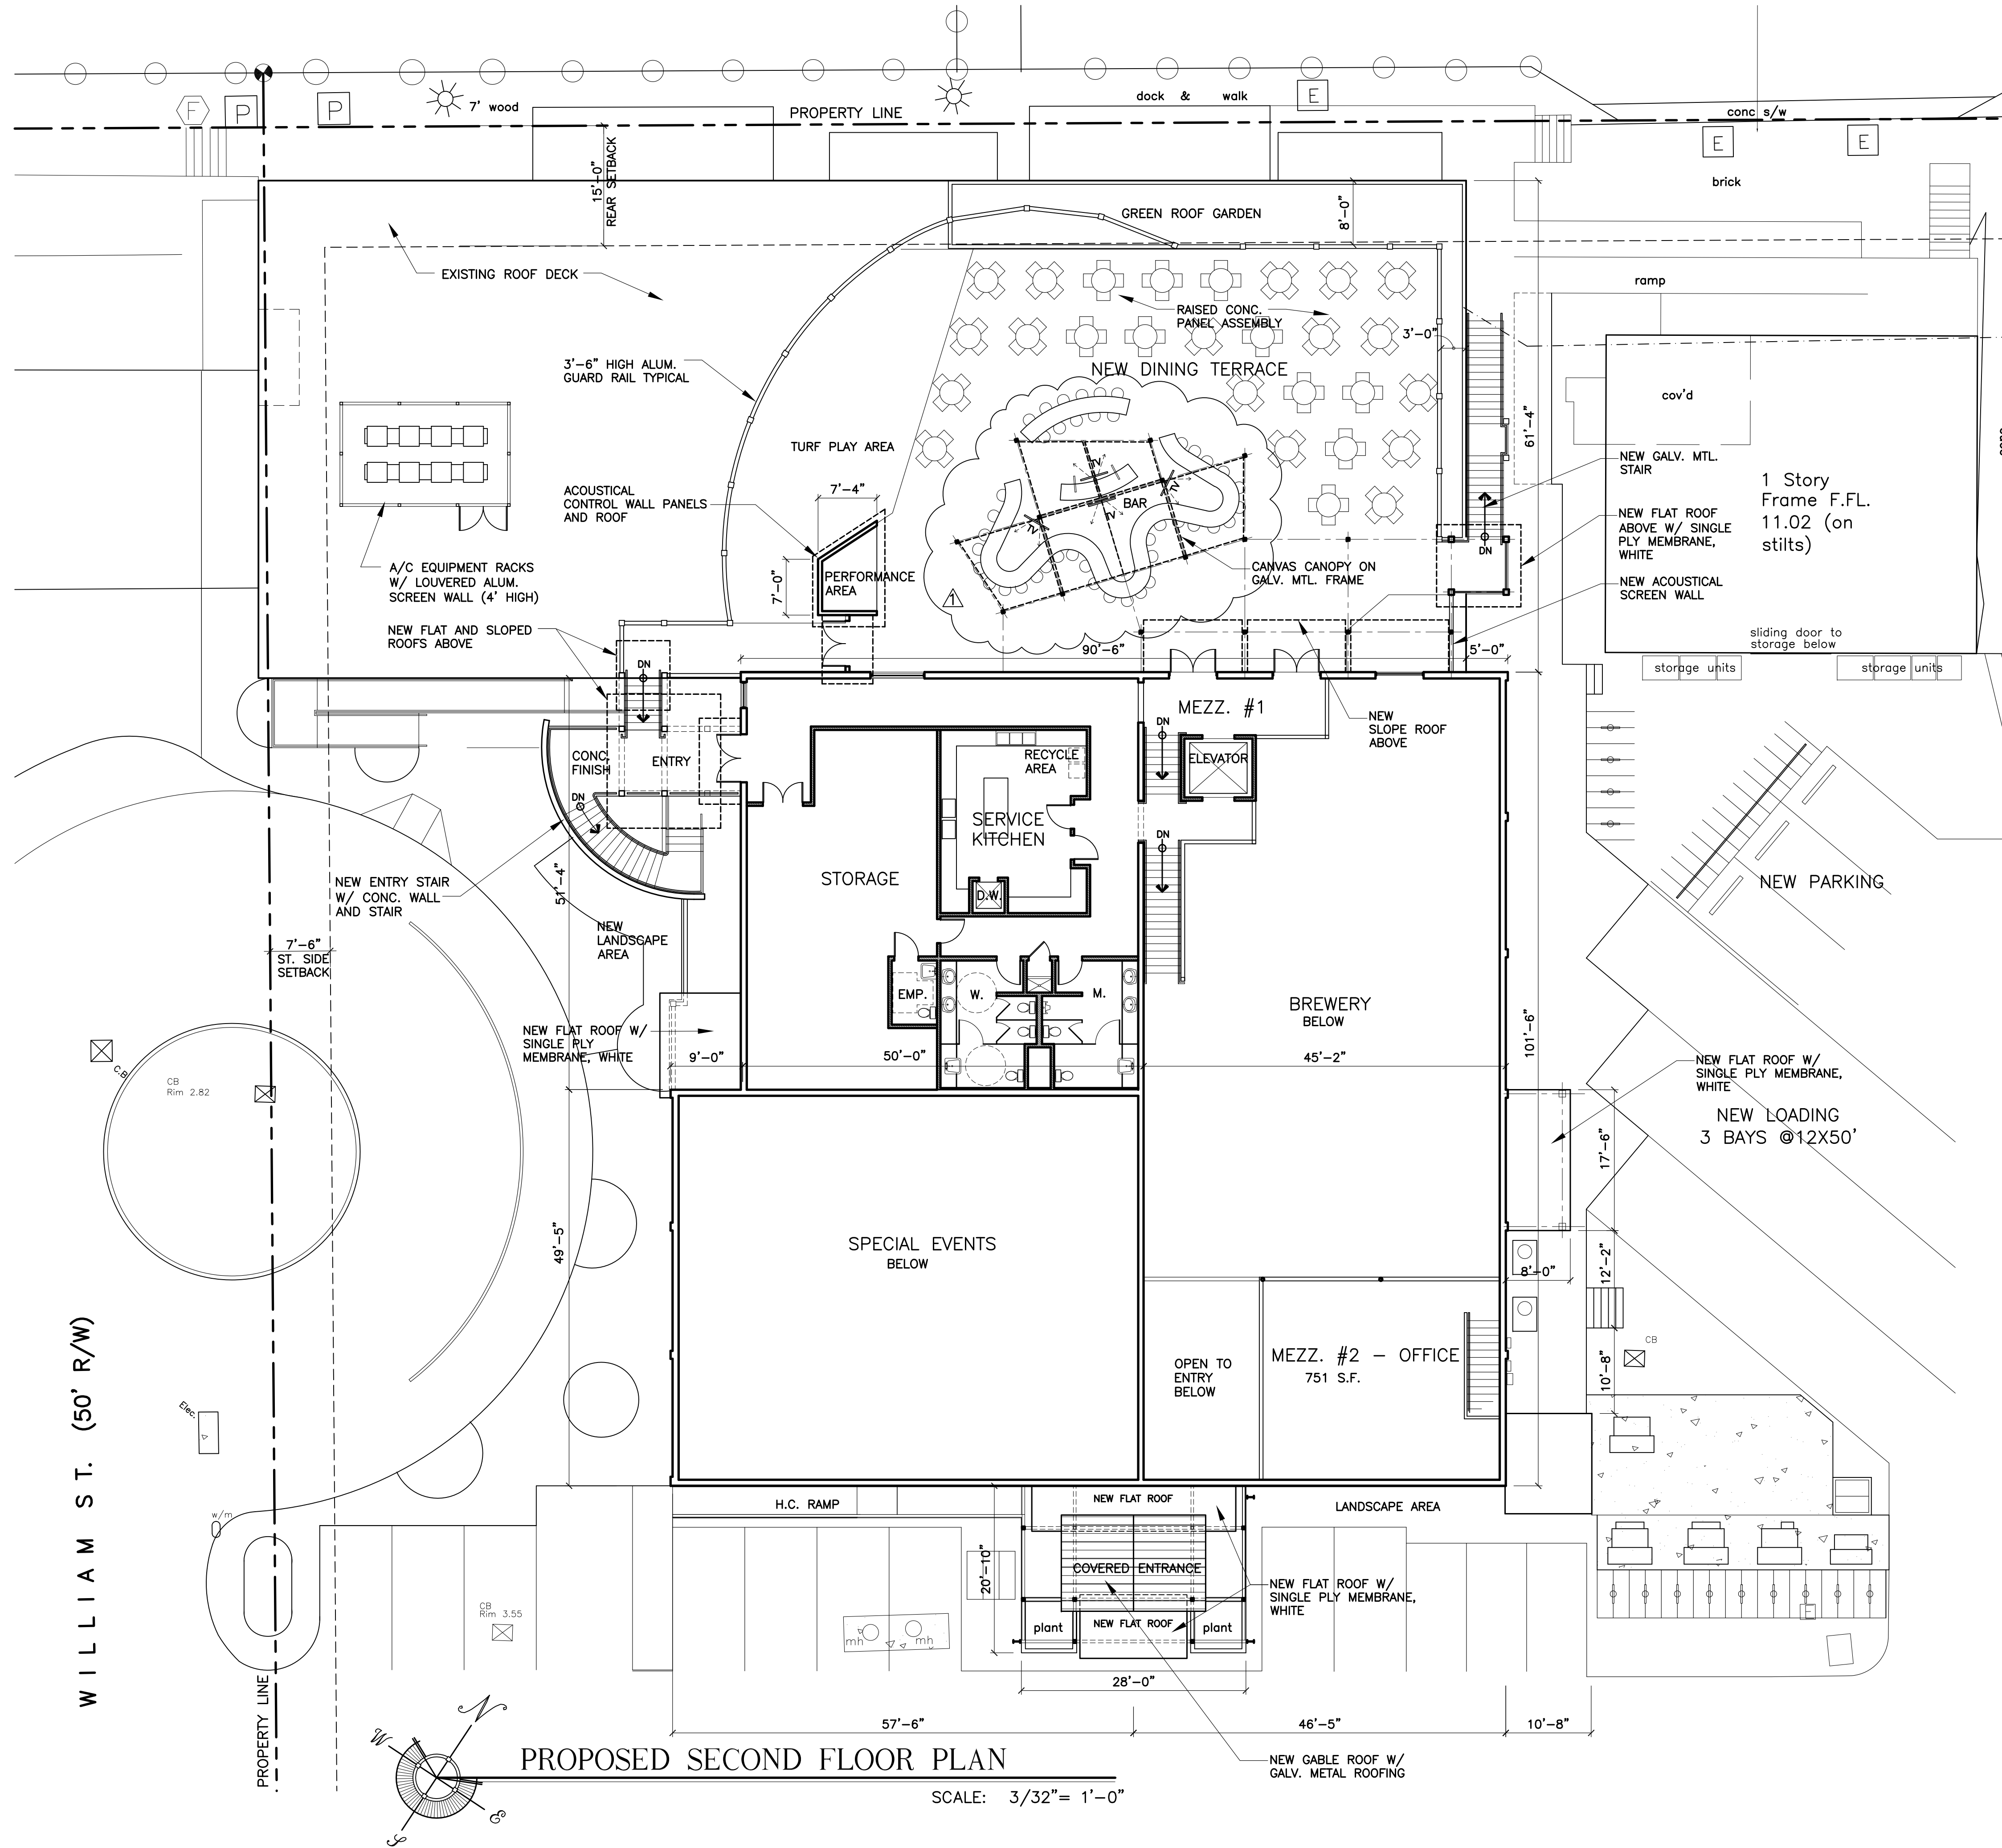 F
P
P
7' wood
PROPERTY LINE
dock & walk
E
conc s/w
E
E
15'-0"
REAR SETBACK
GREEN ROOF GARDEN
8'-0"
brick
EXISTING ROOF DECK
ramp
RAISED CONC.
PANEL ASSEMBLY
3'-0"
3'-6" HIGH ALUM.
GUARD RAIL TYPICAL
NEW DINING TERRACE
cov'd
61'-4"
TURF PLAY AREA
NEW GALV. MTL.
STAIR
1 Story
Frame F.FL.
11.02 (on
stilts)
ACOUSTICAL
CONTROL WALL PANELS
AND ROOF
7'-4"
TV
TV
TV
TV
BAR
NEW FLAT ROOF
ABOVE W/ SINGLE
PLY MEMBRANE,
WHITE
DN
A/C EQUIPMENT RACKS
W/ LOUVERED ALUM.
SCREEN WALL (4' HIGH)
7'-0"
PERFORMANCE
AREA
1
CANVAS CANOPY ON
GALV. MTL. FRAME
NEW ACOUSTICAL
SCREEN WALL
NEW FLAT AND SLOPED
ROOFS ABOVE
sliding door to
storage below
DN
90'-6"
5'-0"
storage units
storage units
MEZZ. #1
NEW
SLOPE ROOF
ABOVE
DN
CONC.
FINISH
ENTRY
RECYCLE
AREA
ELEVATOR
DN
SERVICE
KITCHEN
DN
NEW ENTRY STAIR
W/ CONC. WALL
AND STAIR
51'-4"
STORAGE
D.W.
NEW PARKING
NEW
LANDSCAPE
AREA
7'-6"
ST. SIDE
SETBACK
EMP.
W.
M.
BREWERY
BELOW
NEW FLAT ROOF W/
SINGLE PLY
MEMBRANE, WHITE
9'-0"
50'-0"
45'-2"
101'-6"
NEW FLAT ROOF W/
SINGLE PLY MEMBRANE,
WHITE
C.B
CB
Rim 2.82
NEW LOADING
3 BAYS @12X50'
17'-6"
49'-5"
SPECIAL EVENTS
BELOW
8'-0"
12'-2"
WILLIAM ST. (50' R/W)
CB
OPEN TO
ENTRY
BELOW
MEZZ. #2 - OFFICE
751 S.F.
10'-8"
Elec.
w/m
H.C. RAMP
NEW FLAT ROOF
LANDSCAPE AREA
20'-10"
COVERED ENTRANCE
NEW FLAT ROOF W/
SINGLE PLY MEMBRANE,
WHITE
CB
Rim 3.55
mh
mh
plant
NEW FLAT ROOF
plant
28'-0"
PROPERTY LINE
57'-6"
46'-5"
10'-8"
N
W
E
S
PROPOSED SECOND FLOOR PLAN
NEW GABLE ROOF W/
GALV. METAL ROOFING
SCALE: 3/32"= 1'-0"